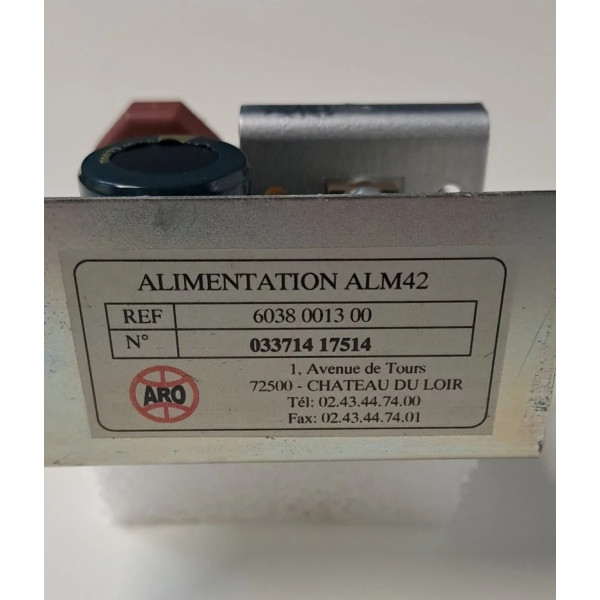 ALIMENTATION ALM42
REF 6038 0013 00
N° 033714 17514
ARO
1, Avenue de Tours
72500 - CHATEAU DU LOIR
Tél: 02.43.44.74.00
Fax: 02.43.44.74.01